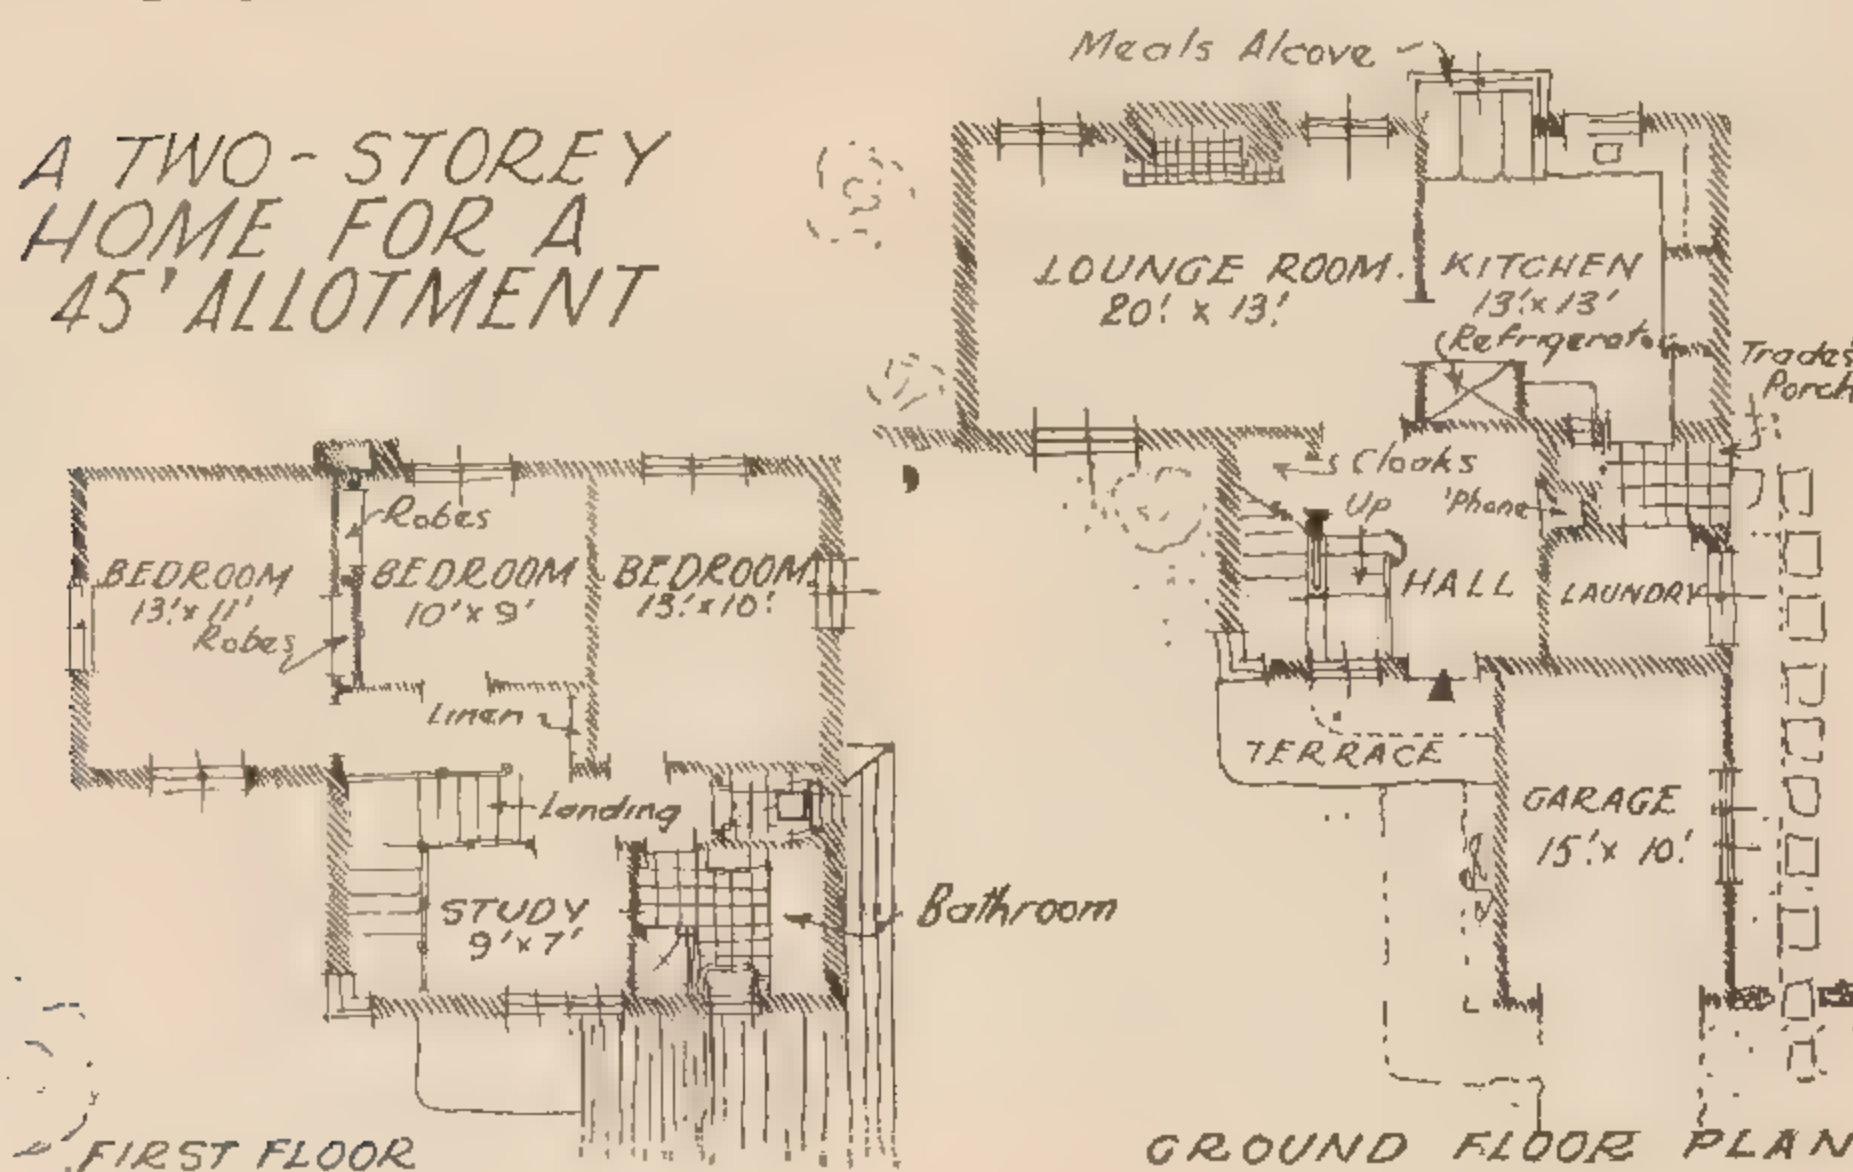 A TWO-STOREY
HOME FOR A
45' ALLOTMENT
Meals Alcove
LOUNGE ROOM.
20' x 13'
KITCHEN
13' x 13'
Refrigerator
Trades
Porch
Cloaks
Up
'Phone
HALL
LAUNDRY
TERRACE
GARAGE
15' x 10'
GROUND FLOOR PLAN
Robes
BEDROOM
13' x 11'
BEDROOM
10' x 9'
BEDROOM
13' x 10'
Robes
Linen
Landing
STUDY
9' x 7'
Bathroom
FIRST FLOOR